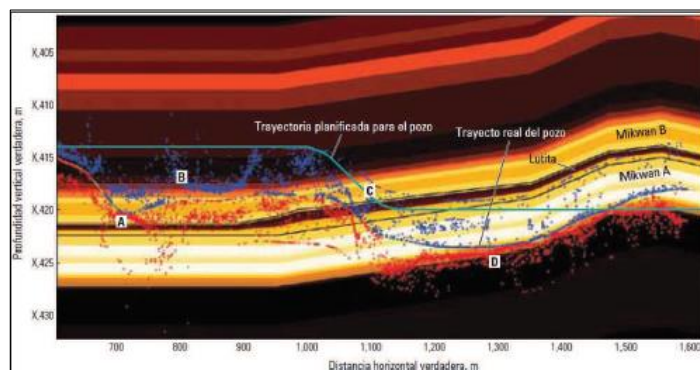 X,405
X,410
X,415
X,420
X,425
X,430
Profundidad vertical verdadera, m
Trayectoria planificada para el pozo
Trayecto real del pozo
Mikwan B
Lutita
Mikwan A
B
C
A
D
700
800
900
1,000
1,100
1,200
1,300
1,400
1,500
1,600
Distancia horizontal verdadera, m